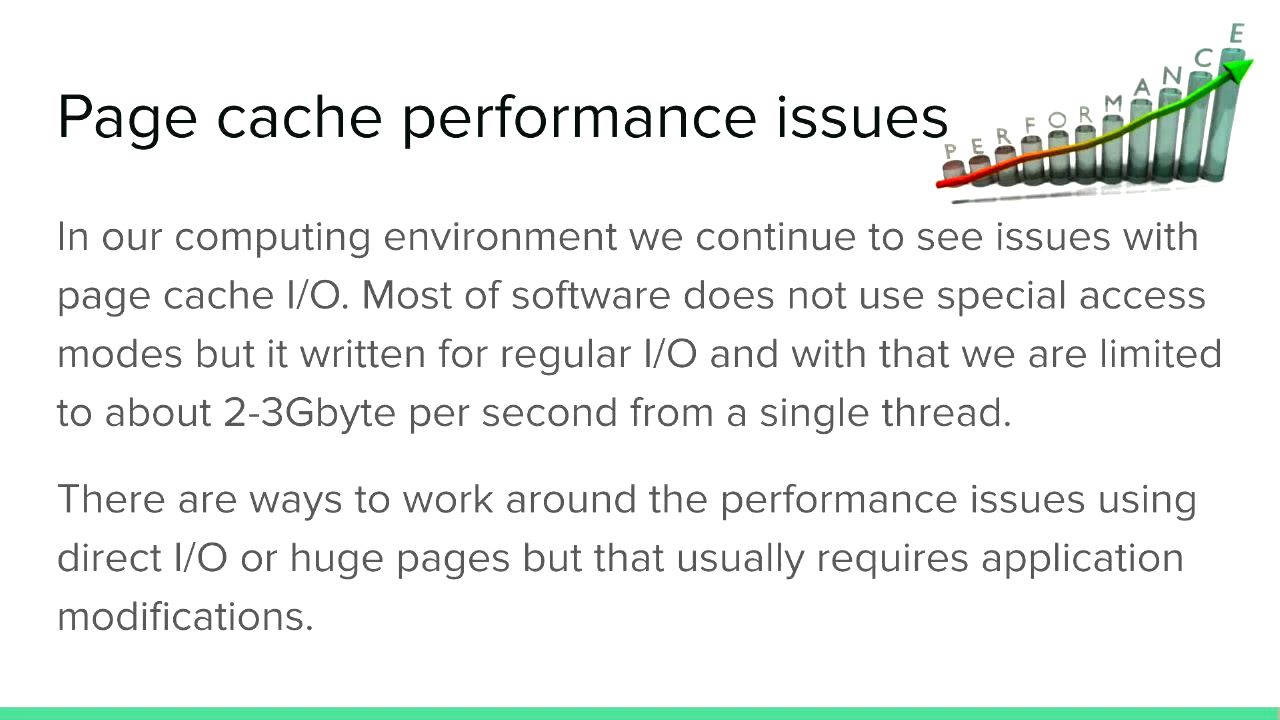 Page cache performance issues
PERFORMANCE
In our computing environment we continue to see issues with
page cache I/O. Most of software does not use special access
modes but it written for regular I/O and with that we are limited
to about 2-3Gbyte per second from a single thread.
There are ways to work around the performance issues using
direct I/O or huge pages but that usually requires application
modifications.